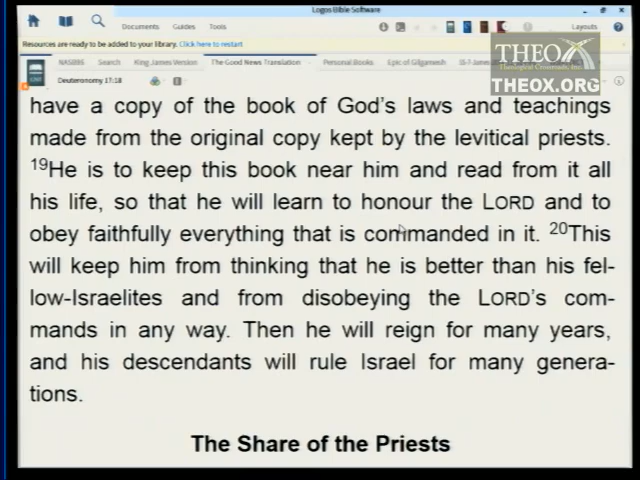 Logos Bible Software
Documents Guides Tools Layouts
Resources are ready to be added to your library. Click here to restart
NASB95 Search King James Version The Good News Translation Personal Books Epic of Gilgamesh
Deuteronomy 17:18
THEOX
Theological Crossroads, Inc.
THEOX.ORG
have a copy of the book of God's laws and teachings
made from the original copy kept by the levitical priests.
19He is to keep this book near him and read from it all
his life, so that he will learn to honour the LORD and to
obey faithfully everything that is commanded in it. 20This
will keep him from thinking that he is better than his fel-
low-Israelites and from disobeying the LORD's com-
mands in any way. Then he will reign for many years,
and his descendants will rule Israel for many genera-
tions.
The Share of the Priests